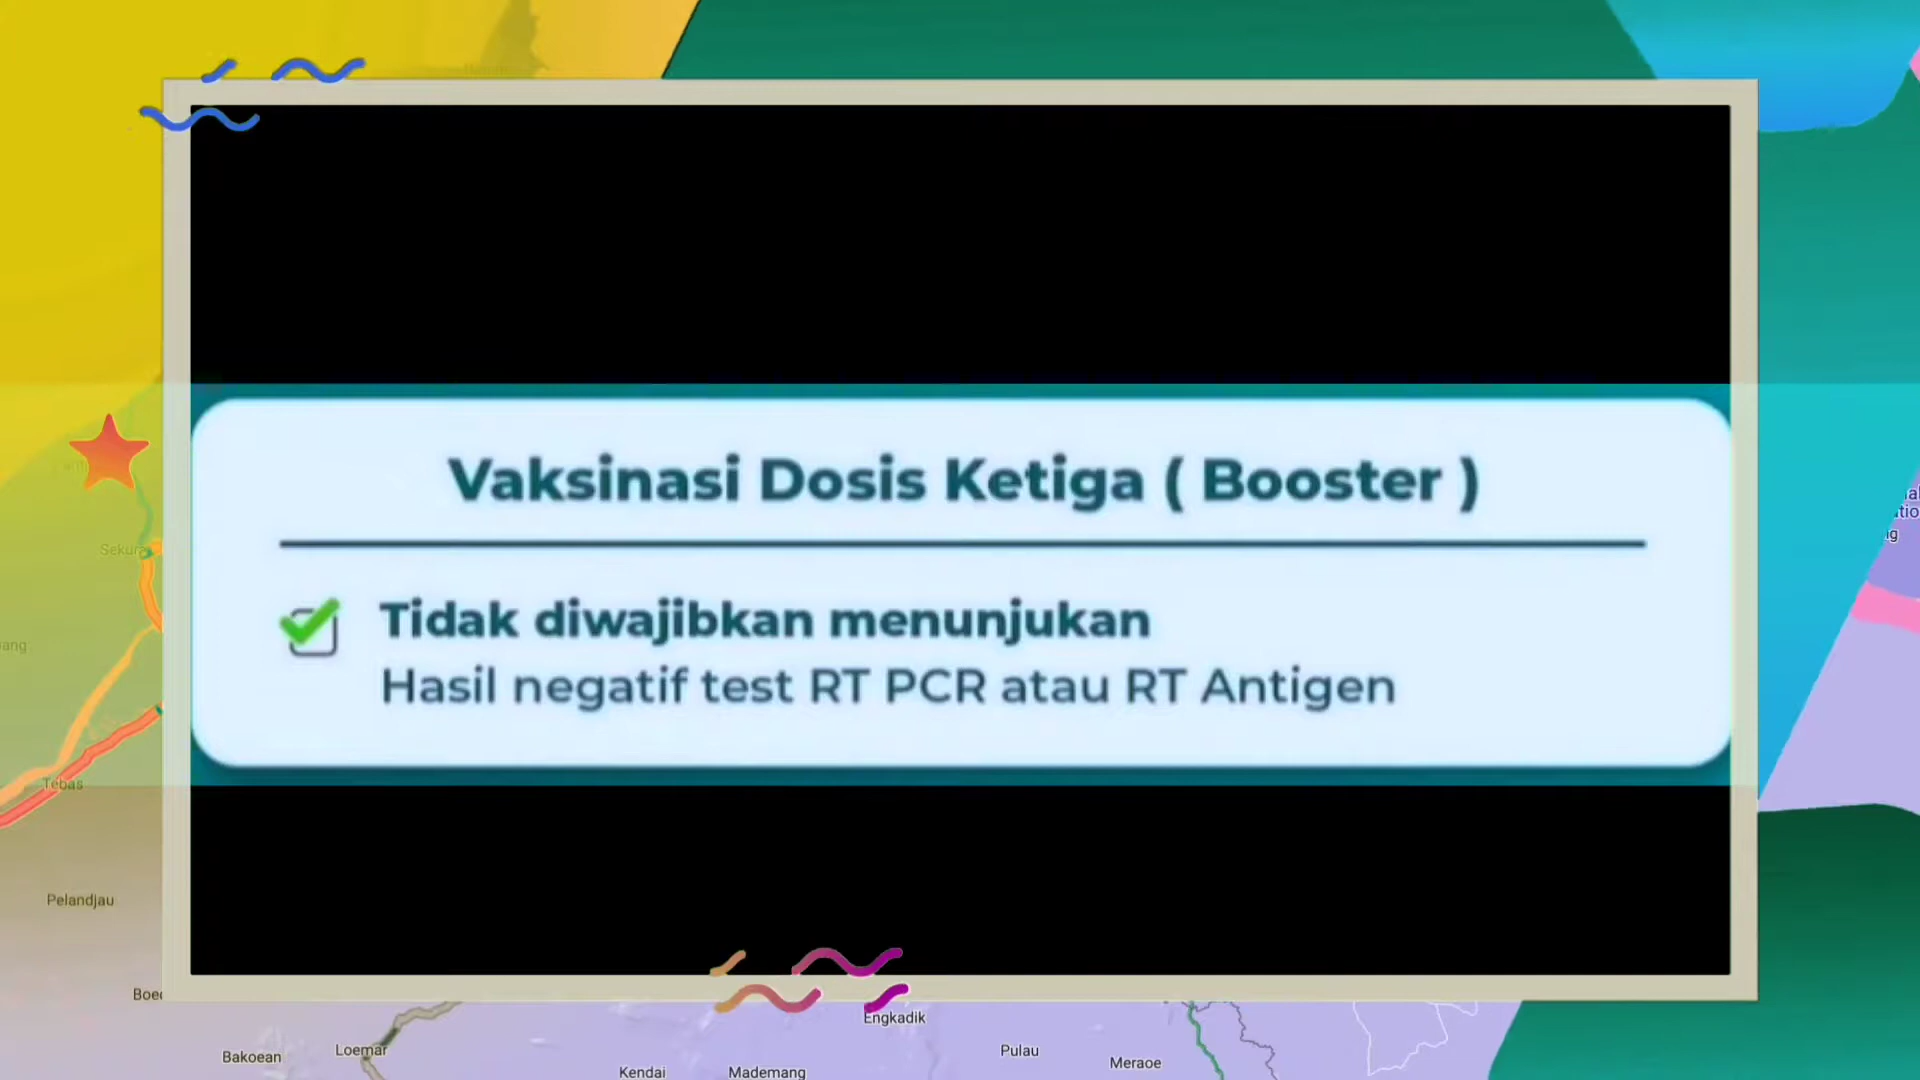 Vaksinasi Dosis Ketiga ( Booster )
Tidak diwajibkan menunjukan
Hasil negatif test RT PCR atau RT Antigen
Sekura
Tebas
Pelandjau
Engkadik
Bakoean
Loemar
Kendai
Mademang
Pulau
Meraoe